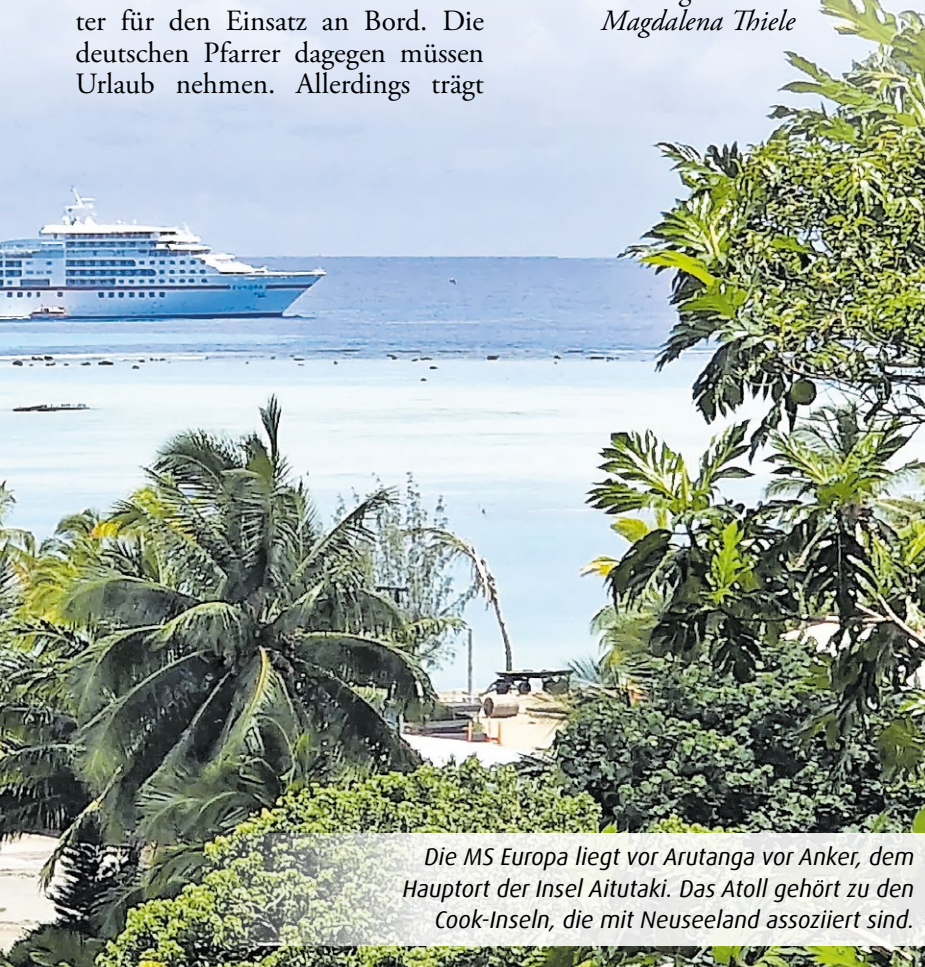 ter für den Einsatz an Bord. Die
deutschen Pfarrer dagegen müssen
Urlaub nehmen. Allerdings trägt
Magdalena Thiele
EUROPA
Die MS Europa liegt vor Arutanga vor Anker, dem
Hauptort der Insel Aitutaki. Das Atoll gehört zu den
Cook-Inseln, die mit Neuseeland assoziiert sind.